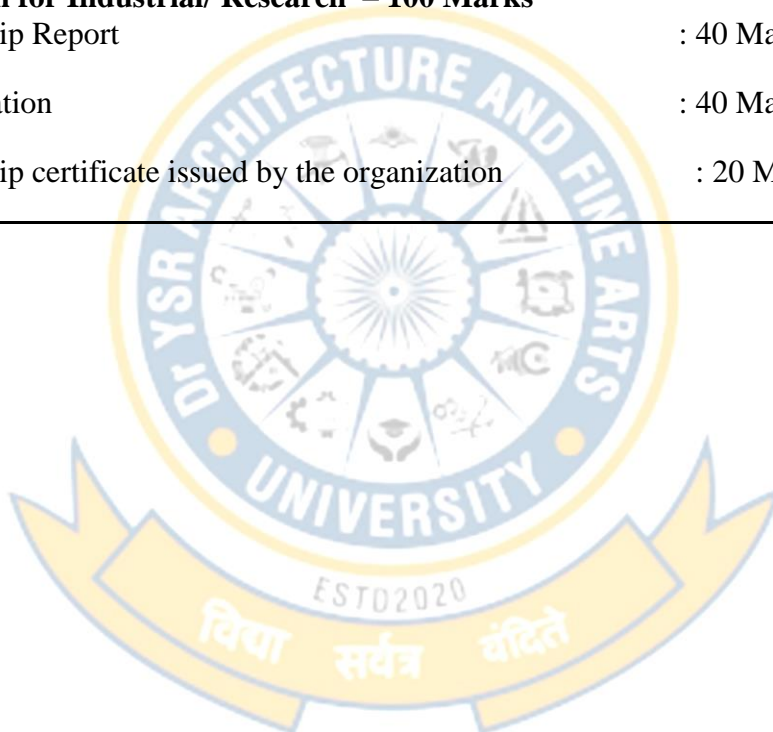 for Industrial/ Research – 100 Marks
ip Report : 40 Ma
ation : 40 Ma
ip certificate issued by the organization : 20 M
Dr YSR ARCHITECTURE AND FINE ARTS
UNIVERSITY
ESTD2020
विद्या सर्वत्र वंदिते